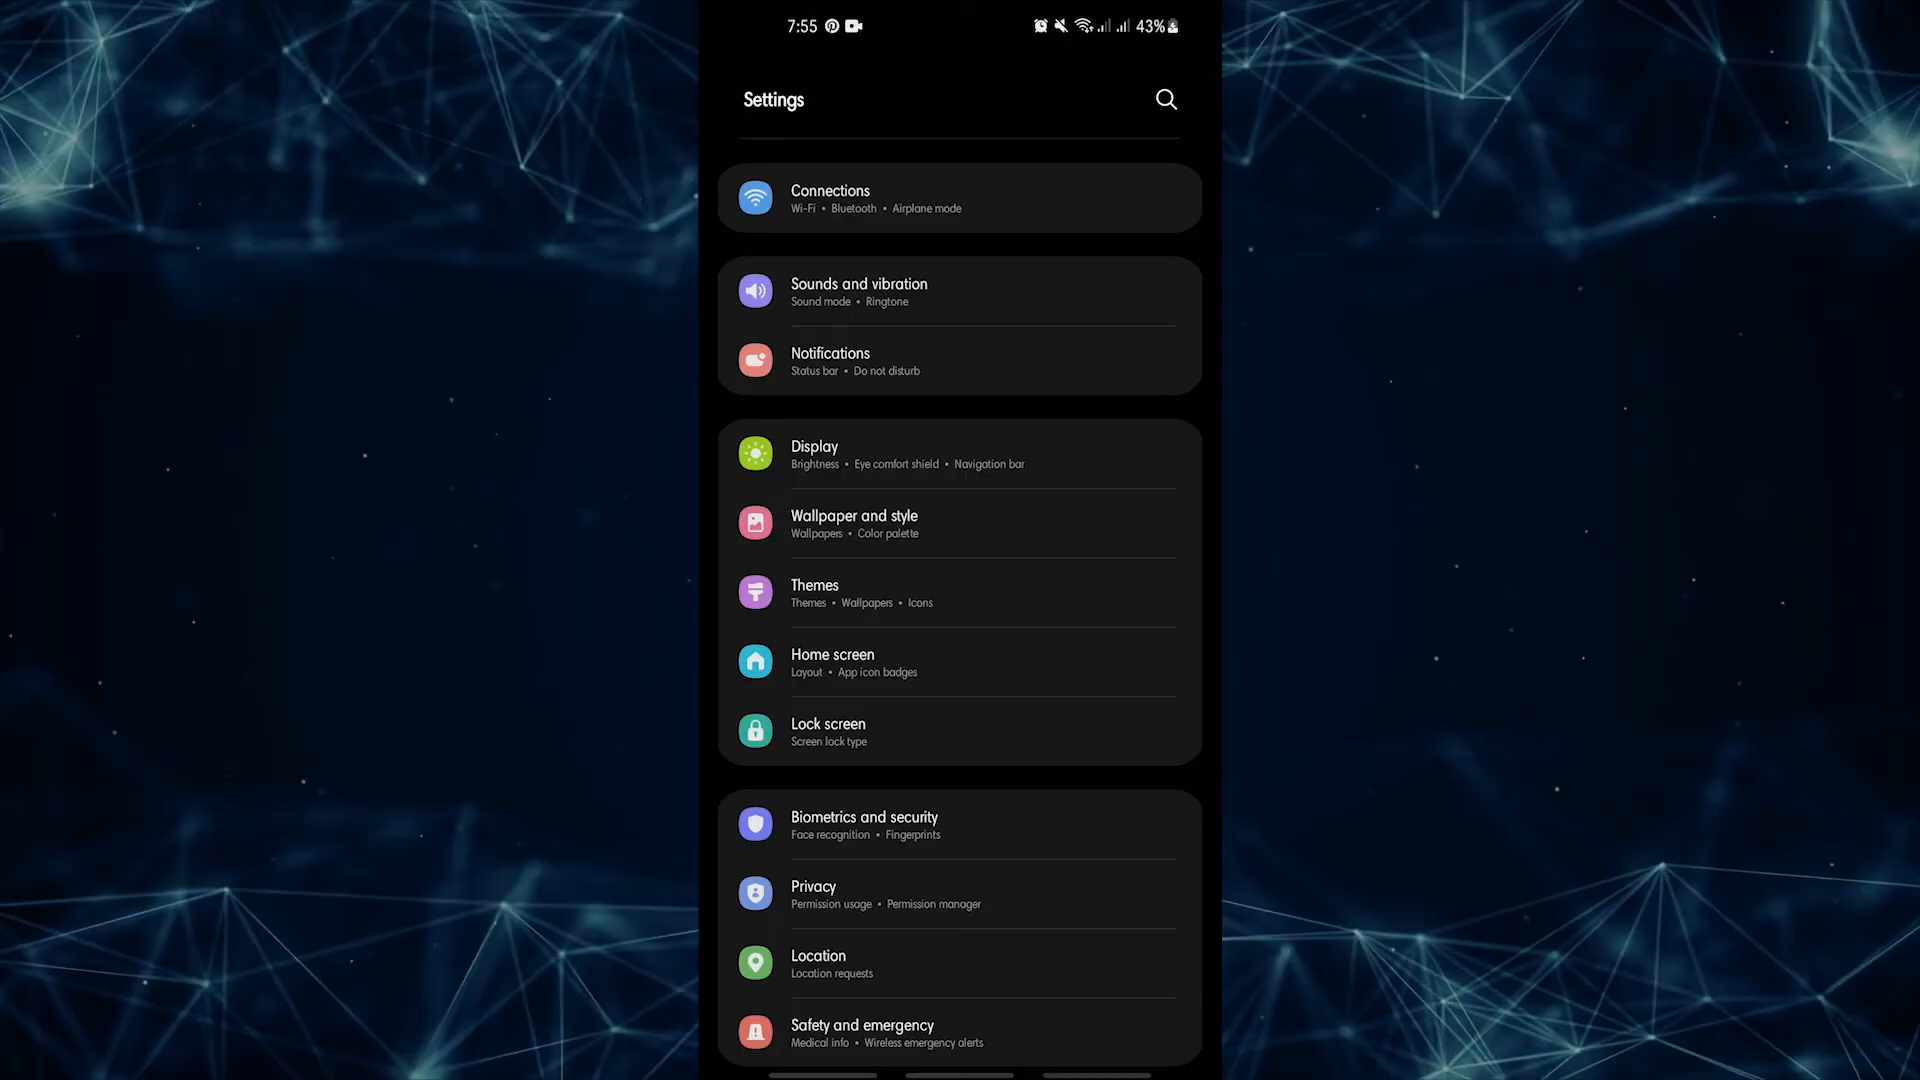 7:55 43%
Settings
Connections
Wi-Fi • Bluetooth • Airplane mode
Sounds and vibration
Sound mode • Ringtone
Notifications
Status bar • Do not disturb
Display
Brightness • Eye comfort shield • Navigation bar
Wallpaper and style
Wallpapers • Color palette
Themes
Themes • Wallpapers • Icons
Home screen
Layout • App icon badges
Lock screen
Screen lock type
Biometrics and security
Face recognition • Fingerprints
Privacy
Permission usage • Permission manager
Location
Location requests
Safety and emergency
Medical info • Wireless emergency alerts